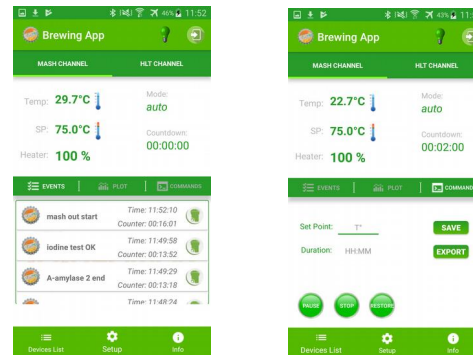 46% 11:52
Brewing App
MASH CHANNEL HLT CHANNEL
Temp: 29.7°C Mode:
auto
SP: 75.0°C Countdown:
00:00:00
Heater: 100 %
EVENTS PLOT COMMANDS
mash out start Time: 11:52:10
Counter: 00:16:01
iodine test OK Time: 11:49:58
Counter: 00:13:52
A-amylase 2 end Time: 11:49:29
Counter: 00:13:18
Time: 11:48:24
Devices List Setup Info
43% 11:
Brewing App
MASH CHANNEL HLT CHANNEL
Temp: 22.7°C Mode:
auto
SP: 75.0°C Countdown:
00:02:00
Heater: 100 %
EVENTS PLOT COMMAND
Set Point: T° SAVE
Duration: HH:MM EXPORT
PAUSE STOP RESTORE
Devices List Setup Info